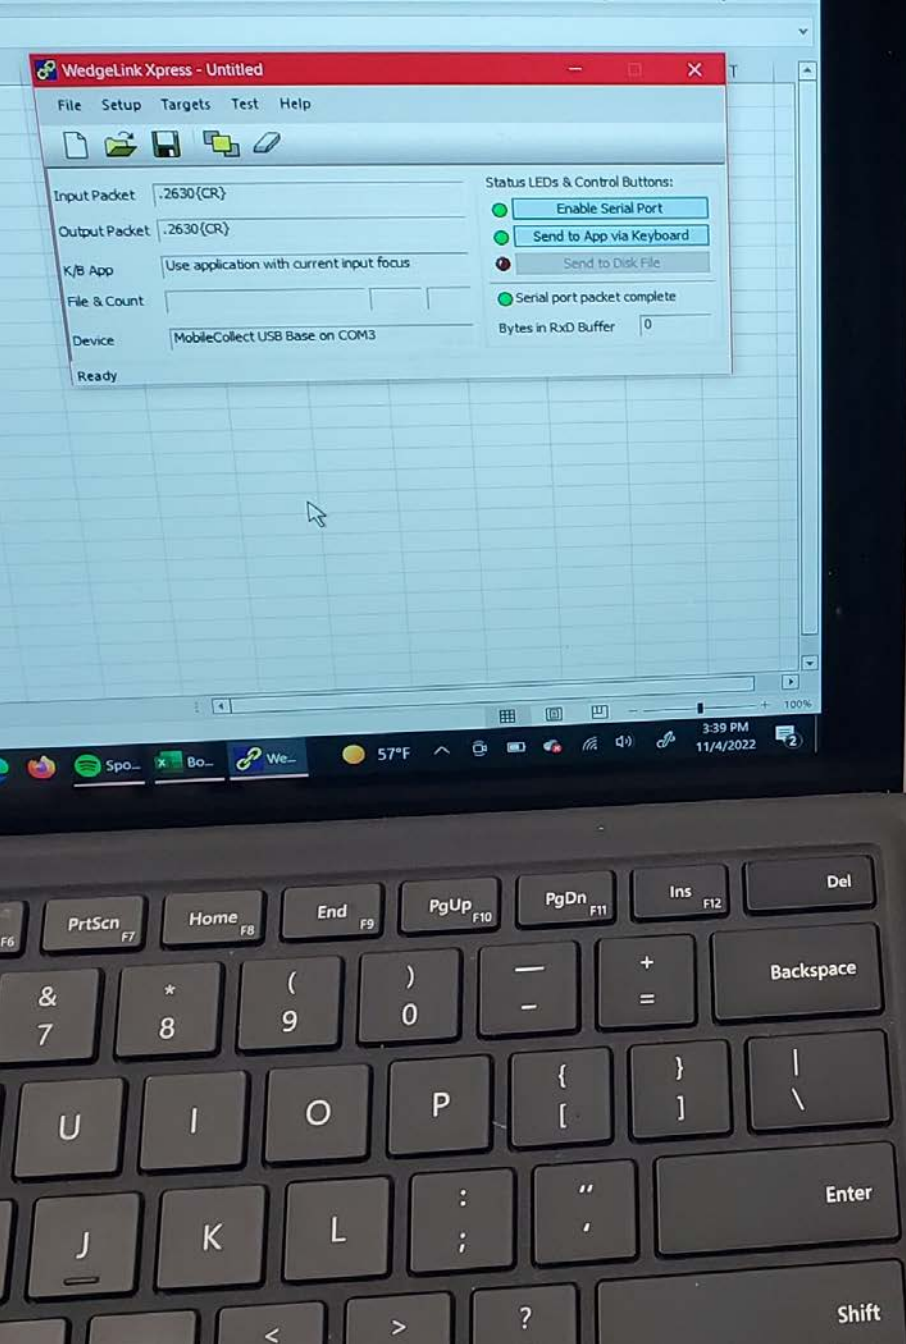 T
WedgeLink Xpress - Untitled
File Setup Targets Test Help
Status LEDs & Control Buttons:
Input Packet .2630{CR}
Enable Serial Port
Output Packet .2630{CR}
Send to App via Keyboard
K/B App Use application with current input focus
Send to Disk File
File & Count
Serial port packet complete
Bytes in RxD Buffer 0
Device MobileCollect USB Base on COM3
Ready
100%
Spo...
Bo...
We...
57°F
3:39 PM
11/4/2022
2
F6 PrtScn F7 Home F8 End F9 PgUp F10 PgDn F11 Ins F12 Del
& 7 * 8 ( 9 ) 0 — - + = Backspace
U I O P { [ } ] | \
J K L : ; " ' Enter
< > ? Shift